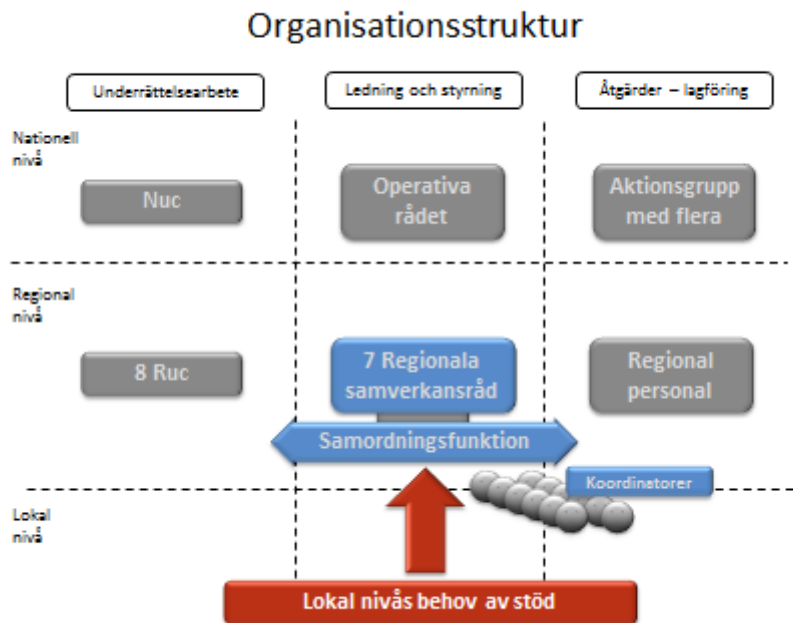 Organisationsstruktur
Underrättelsearbete
Ledning och styrning
Åtgärder – lagföring
Nationell
nivå
Nuc
Operativa
rådet
Aktionsgrupp
med flera
Regional
nivå
8 Ruc
7 Regionala
samverkansråd
Regional
personal
Samordningsfunktion
Koordinatorer
Lokal
nivå
Lokal nivås behov av stöd